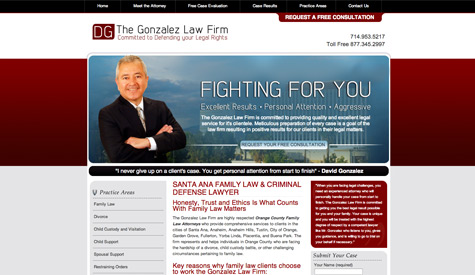 Home
Meet the Attorney
Free Case Evaluation
Case Results
Practice Areas
Contact Us
REQUEST A FREE CONSULTATION
DG
The Gonzalez Law Firm
Committed to Defending your Legal Rights
714.953.5217
Toll Free 877.345.2997
FIGHTING FOR YOU
Excellent Results • Personal Attention • Aggressive
The Gonzalez Law Firm is committed to providing quality and excellent legal
service for it's clientele. Meticulous preparation of every case is a goal of the
law firm resulting in positive results for our clients in their legal matters.
REQUEST YOUR FREE CONSULTATION
"I never give up on a client's case. You get personal attention from start to finish" - David Gonzalez
Practice Areas
Family Law
Divorce
Child Custody and Visitation
Child Support
Spousal Support
Restraining Orders
SANTA ANA FAMILY LAW & CRIMINAL
DEFENSE LAWYER
Honesty, Trust and Ethics Is What Counts
With Family Law Matters
The Gonzalez Law Firm are highly respected Orange County Family
Law Attorneys who provide comprehensive services to clients in the
cities of Santa Ana, Anaheim, Anaheim Hills, Tustin, City of Orange,
Garden Grove, Fullerton, Yorba Linda, Placentia, and Buena Park. The
firm represents and helps individuals in Orange County who are facing
the hardship of a divorce, child custody battle, or other challenging
circumstances pertaining to family law.
Key reasons why family law clients choose
to work the Gonzalez Law Firm:
"When you are facing legal challenges, you
need an experienced attorney who will
personally handle your case from start to
finish. The Gonzalez Law Firm is committed
to getting you the best legal results possible
for you and your family. Your case is unique
and you will be treated with the highest
degree of respect by a competent lawyer
like Mr. Gonzalez who listens to you, gives
you guidance, and is willing to go to trial on
your behalf if necessary."
Submit Your Case
Your Name (required)